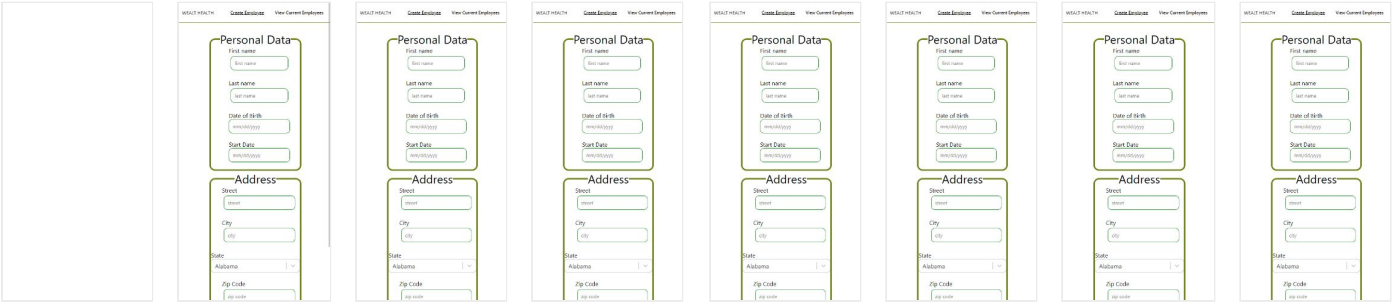 WEALT HEALTH Create Employee View Current Employees
Personal Data
First name
first name
Last name
last name
Date of Birth
mm/dd/yyyy
Start Date
mm/dd/yyyy
Address
Street
street
City
city
State
Alabama
Zip Code
zip code
WEALT HEALTH Create Employee View Current Employees
Personal Data
First name
first name
Last name
last name
Date of Birth
mm/dd/yyyy
Start Date
mm/dd/yyyy
Address
Street
street
City
city
State
Alabama
Zip Code
zip code
WEALT HEALTH Create Employee View Current Employees
Personal Data
First name
first name
Last name
last name
Date of Birth
mm/dd/yyyy
Start Date
mm/dd/yyyy
Address
Street
street
City
city
State
Alabama
Zip Code
zip code
WEALT HEALTH Create Employee View Current Employees
Personal Data
First name
first name
Last name
last name
Date of Birth
mm/dd/yyyy
Start Date
mm/dd/yyyy
Address
Street
street
City
city
State
Alabama
Zip Code
zip code
WEALT HEALTH Create Employee View Current Employees
Personal Data
First name
first name
Last name
last name
Date of Birth
mm/dd/yyyy
Start Date
mm/dd/yyyy
Address
Street
street
City
city
State
Alabama
Zip Code
zip code
WEALT HEALTH Create Employee View Current Employees
Personal Data
First name
first name
Last name
last name
Date of Birth
mm/dd/yyyy
Start Date
mm/dd/yyyy
Address
Street
street
City
city
State
Alabama
Zip Code
zip code
WEALT HEALTH Create Employee View Current Employees
Personal Data
First name
first name
Last name
last name
Date of Birth
mm/dd/yyyy
Start Date
mm/dd/yyyy
Address
Street
street
City
city
State
Alabama
Zip Code
zip code